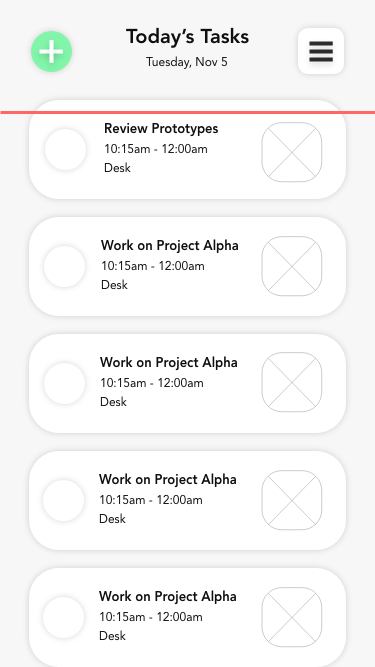 Today's Tasks
Tuesday, Nov 5
Review Prototypes
10:15am - 12:00am
Desk
Work on Project Alpha
10:15am - 12:00am
Desk
Work on Project Alpha
10:15am - 12:00am
Desk
Work on Project Alpha
10:15am - 12:00am
Desk
Work on Project Alpha
10:15am - 12:00am
Desk